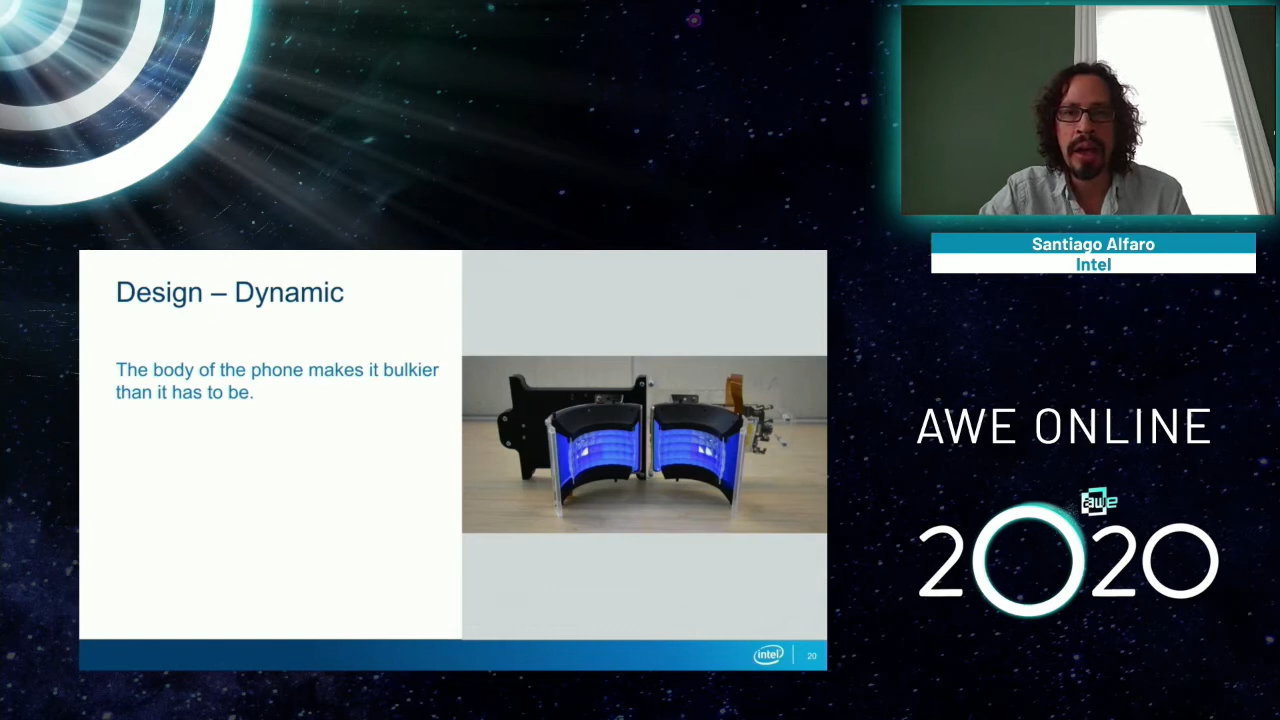 Santiago Alfaro
Intel
Design – Dynamic
The body of the phone makes it bulkier
than it has to be.
intel
20
AWE ONLINE
awe
2020